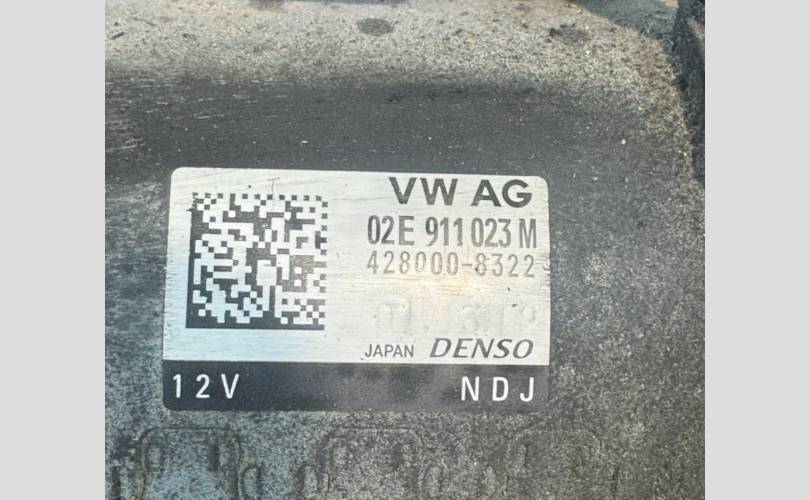 VW AG
02E 911 023 M
428000-8322
JAPAN DENSO
12V NDJ